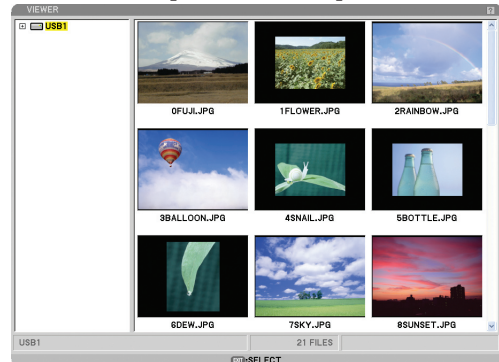 VIEWER ?
USB1
0FUJI.JPG 1FLOWER.JPG 2RAINBOW.JPG
3BALLOON.JPG 4SNAIL.JPG 5BOTTLE.JPG
6DEW.JPG 7SKY.JPG 8SUNSET.JPG
USB1 21 FILES
:SELECT